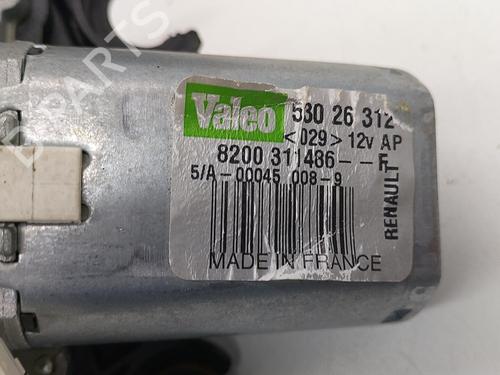 Valeo 530 26 312
<029> 12v AP
8200 311486--F
5/A-00045 008-9
RENAULT
MADE IN FRANCE